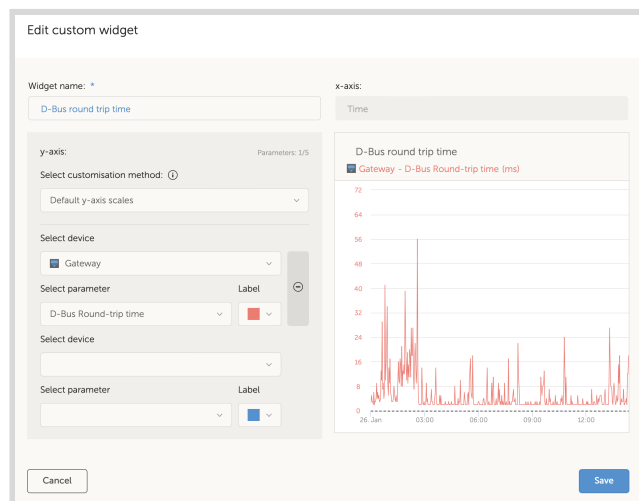 Edit custom widget
Widget name: *
x-axis:
D-Bus round trip time
Time
y-axis:
Parameters: 1/5
Select customisation method:
Default y-axis scales
Select device
Gateway
Select parameter
Label
D-Bus Round-trip time
Select device
Select parameter
Label
D-Bus round trip time
Gateway - D-Bus Round-trip time (ms)
72
64
56
48
40
32
24
16
8
0
26. Jan
03:00
06:00
09:00
12:00
Cancel
Save